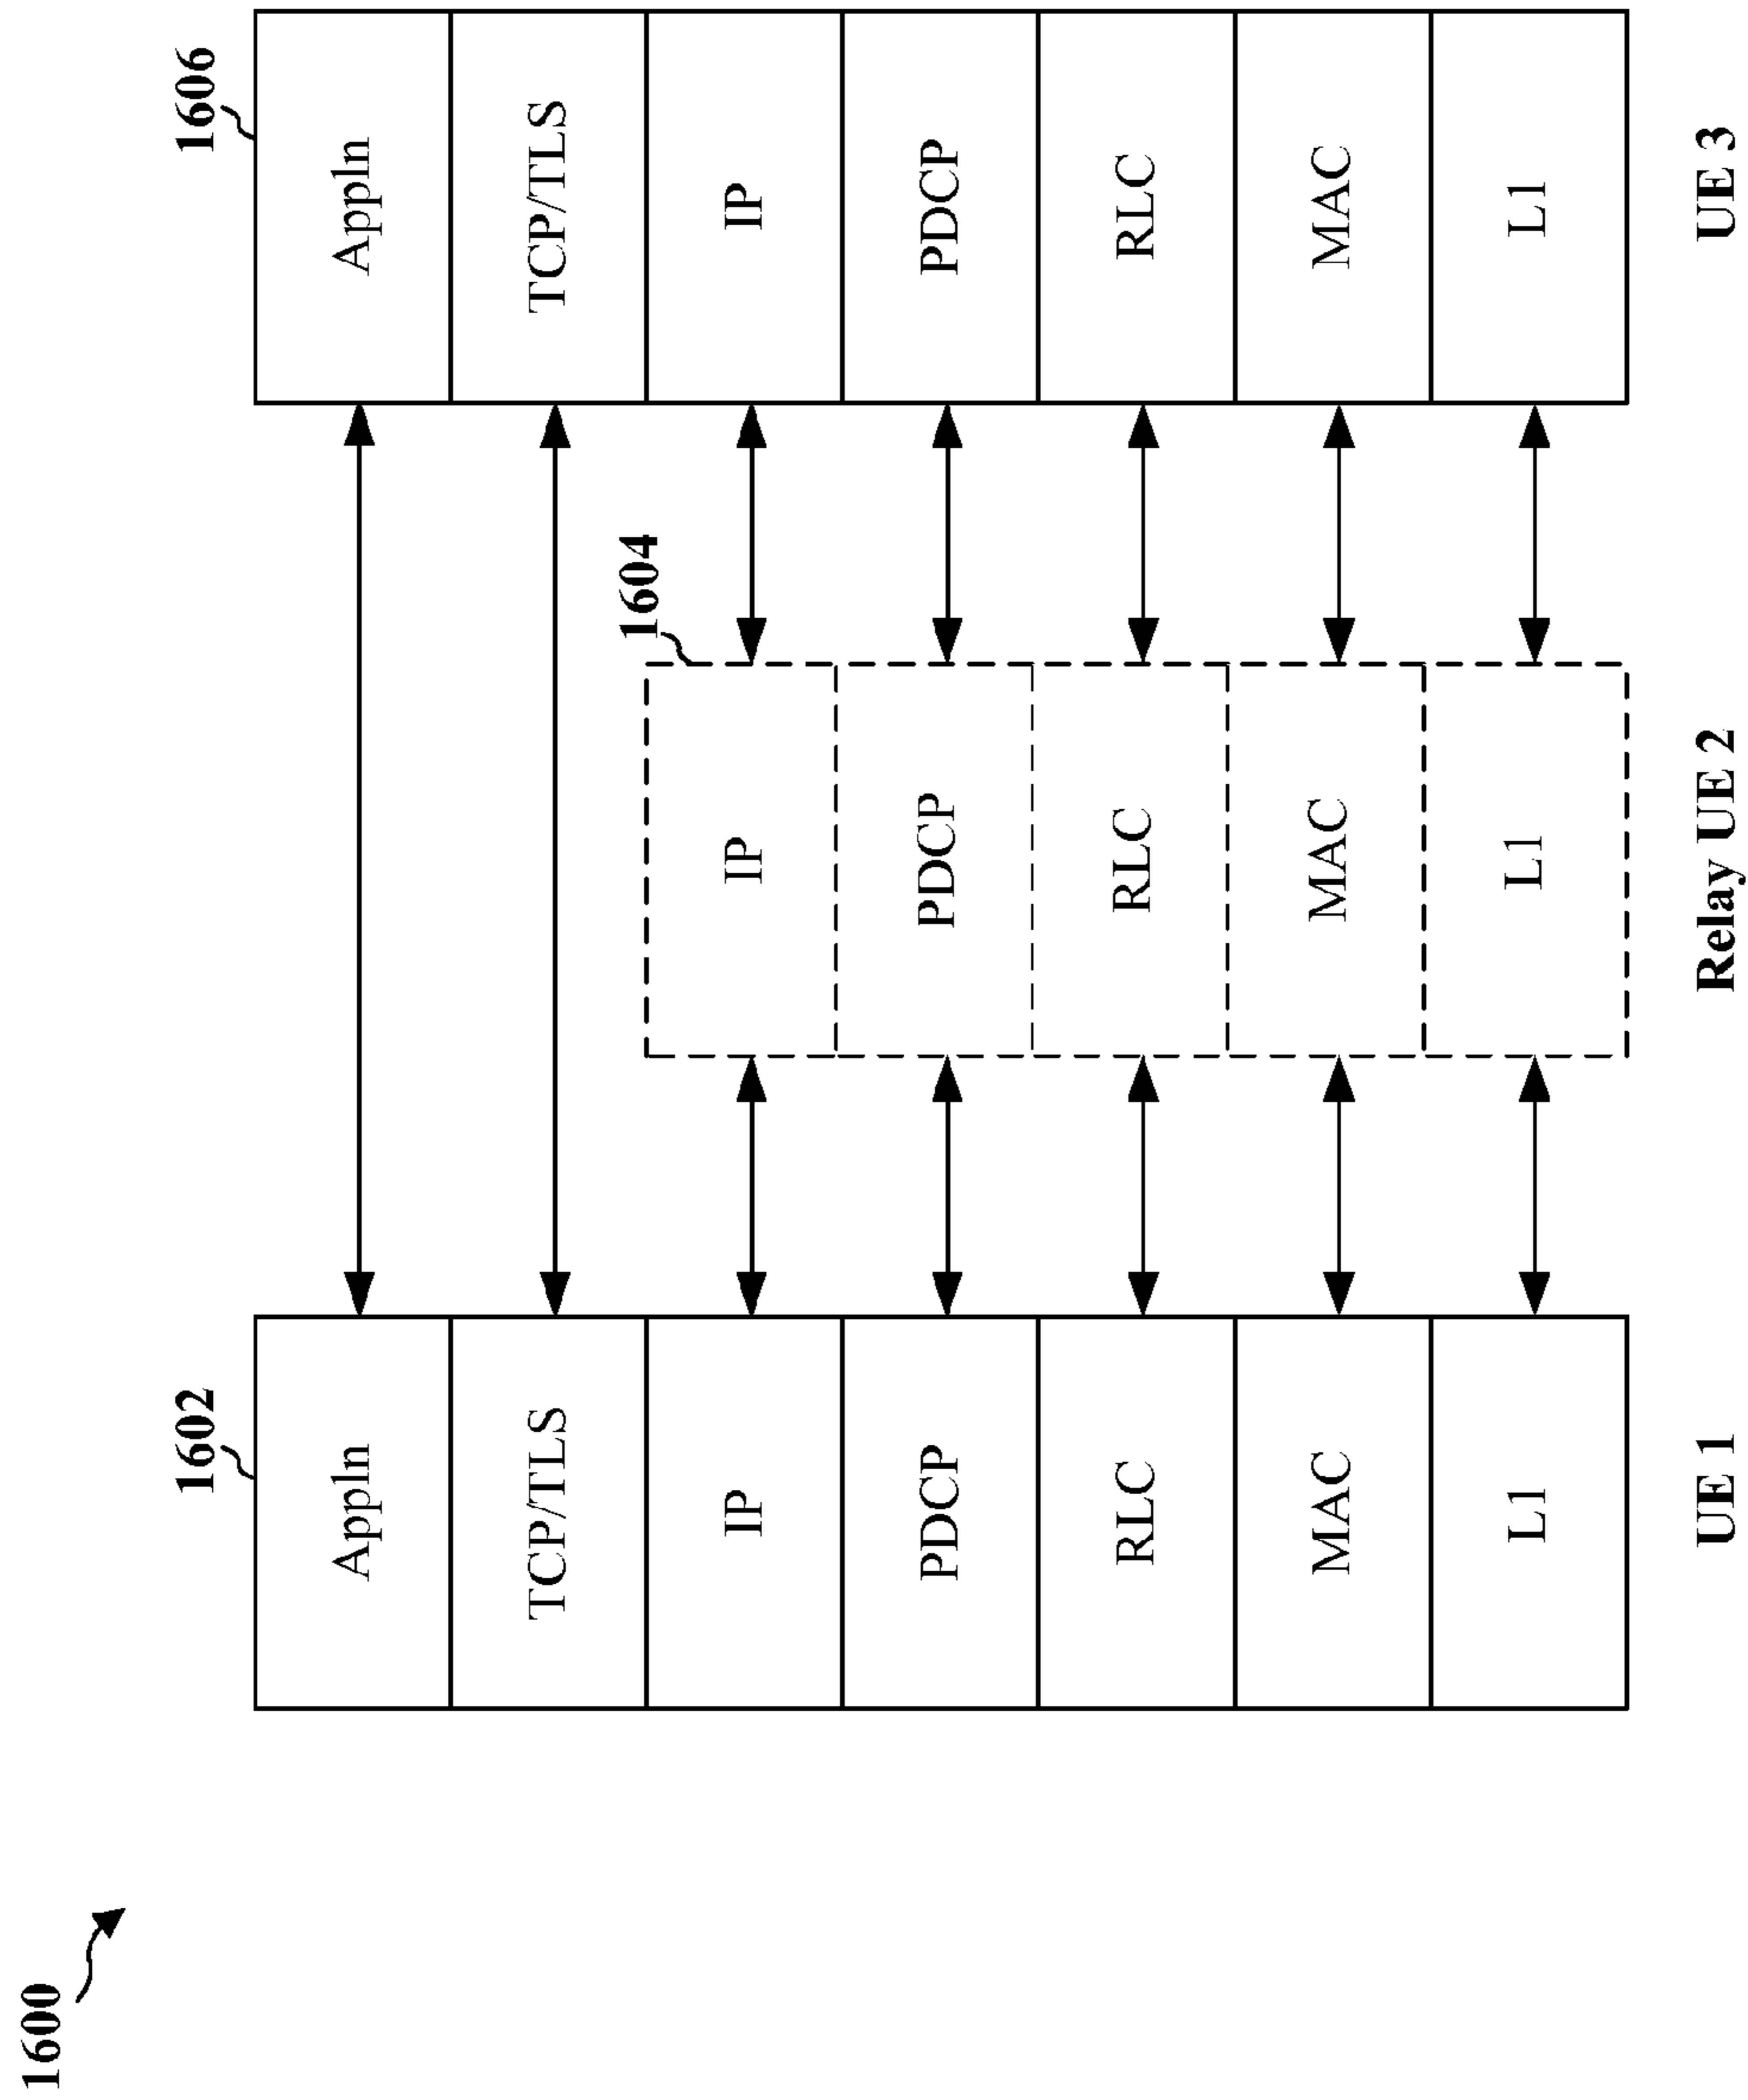 1600
1602
Appln
TCP/TLS
IP
PDCP
RLC
MAC
L1
UE 1
1604
IP
PDCP
RLC
MAC
L1
Relay UE 2
1606
Appln
TCP/TLS
IP
PDCP
RLC
MAC
L1
UE 3